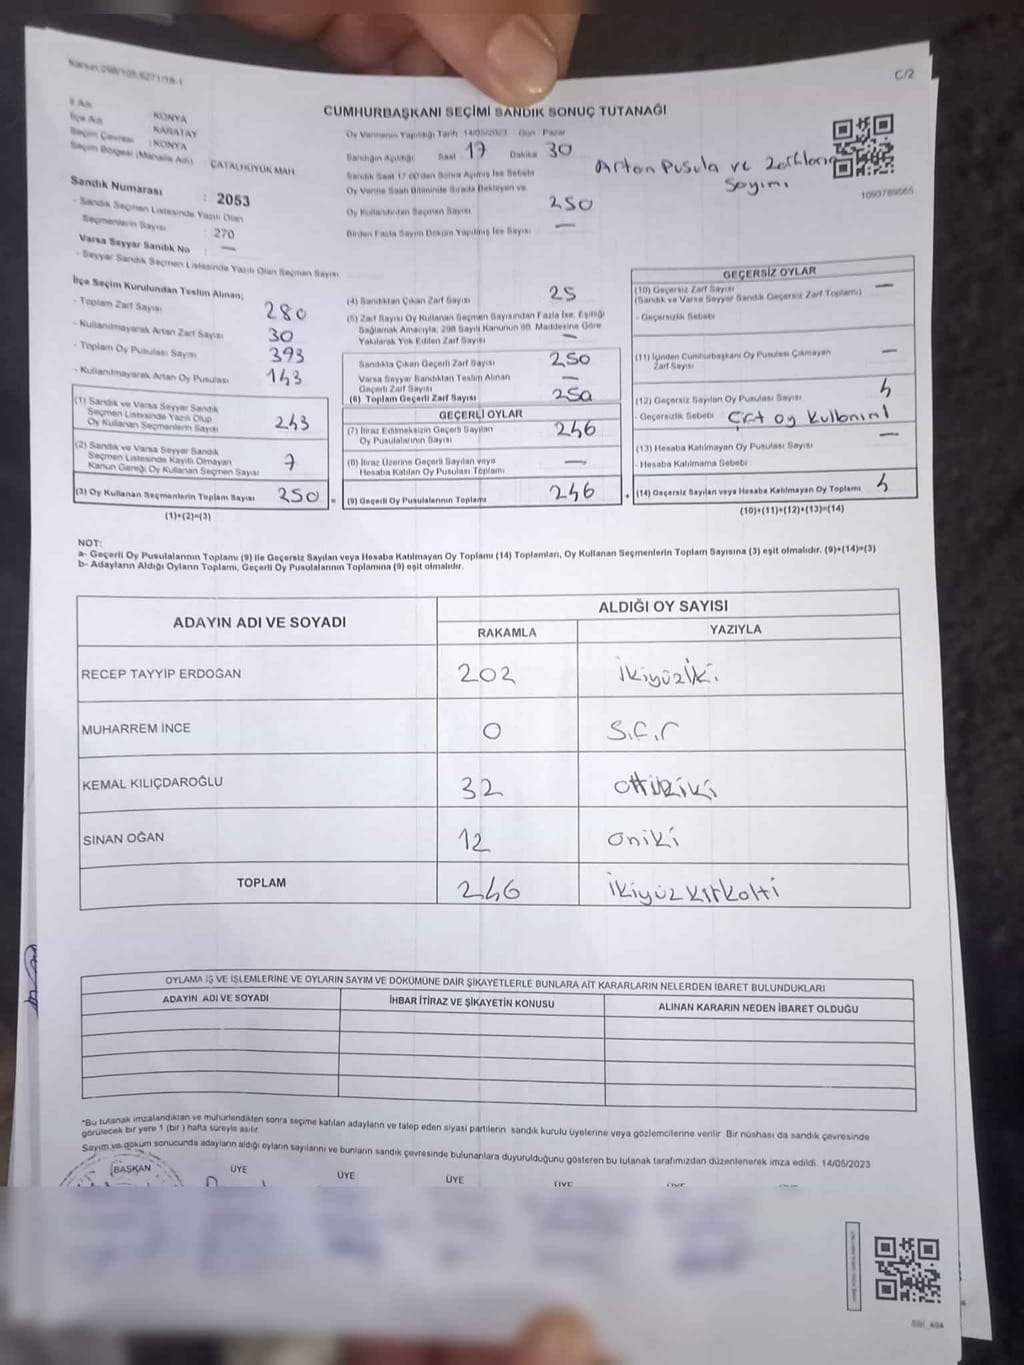 Kanun:298/105-6271/16-1
C/2
CUMHURBAŞKANI SEÇİMİ SANDIK SONUÇ TUTANAĞI
İl Adı : KONYA
İlçe Adı : KARATAY
Seçim Çevresi : KONYA
Seçim Bölgesi (Mahalle Adı) : ÇATALHÜYÜK MAH.
Sandık Numarası : 2053
- Sandık Seçmen Listesinde Yazılı Olan
Seçmenlerin Sayısı : 270
Varsa Seyyar Sandık No : —
- Seyyar Sandık Seçmen Listesinde Yazılı Olan Seçmen Sayısı
Oy Vermenin Yapıldığı Tarih 14/05/2023 Gün Pazar
Sandığın Açıldığı Saat 17 Dakika 30
Sandık Saat 17:00'den Sonra Açılmış İse Sebebi
Oy Verme Saati Bitiminde Sırada Bekleyen ve
Oy Kullandırılan Seçmen Sayısı 250
Birden Fazla Sayım Döküm Yapılmış İse Sayısı —
Artan Pusula ve Zarfların
Sayımı
1093789565
İlçe Seçim Kurulundan Teslim Alınan;
- Toplam Zarf Sayısı 280
- Kullanılmayarak Artan Zarf Sayısı 30
- Toplam Oy Pusulası Sayısı 393
- Kullanılmayarak Artan Oy Pusulası 143
(1) Sandık ve Varsa Seyyar Sandık
Seçmen Listesinde Yazılı Olup
Oy Kullanan Seçmenlerin Sayısı 243
(2) Sandık ve Varsa Seyyar Sandık
Seçmen Listesinde Kayıtlı Olmayan
Kanun Gereği Oy Kullanan Seçmen Sayısı 7
(3) Oy Kullanan Seçmenlerin Toplam Sayısı 250
(1)+(2)=(3)
(4) Sandıktan Çıkan Zarf Sayısı 25
(5) Zarf Sayısı Oy Kullanan Seçmen Sayısından Fazla İse, Eşitliği
Sağlamak Amacıyla, 298 Sayılı Kanunun 98. Maddesine Göre
Yakılarak Yok Edilen Zarf Sayısı —
Sandıkta Çıkan Geçerli Zarf Sayısı 250
Varsa Seyyar Sandıktan Teslim Alınan
Geçerli Zarf Sayısı —
(6) Toplam Geçerli Zarf Sayısı 250
GEÇERLİ OYLAR
(7) İtiraz Edilmeksizin Geçerli Sayılan
Oy Pusulalarının Sayısı 246
(8) İtiraz Üzerine Geçerli Sayılan veya
Hesaba Katılan Oy Pusulası Toplamı —
= (9) Geçerli Oy Pusulalarının Toplamı 246
GEÇERSİZ OYLAR
(10) Geçersiz Zarf Sayısı —
(Sandık ve Varsa Seyyar Sandık Geçersiz Zarf Toplamı)
- Geçersizlik Sebebi
(11) İçinden Cumhurbaşkanı Oy Pusulası Çıkmayan
Zarf Sayısı —
(12) Geçersiz Sayılan Oy Pusulası Sayısı 4
- Geçersizlik Sebebi Çift oy kullanımı
(13) Hesaba Katılmayan Oy Pusulası Sayısı —
- Hesaba Katılmama Sebebi
+ (14) Geçersiz Sayılan veya Hesaba Katılmayan Oy Toplamı 4
(10)+(11)+(12)+(13)=(14)
NOT:
a- Geçerli Oy Pusulalarının Toplamı (9) ile Geçersiz Sayılan veya Hesaba Katılmayan Oy Toplamı (14) Toplamları, Oy Kullanan Seçmenlerin Toplam Sayısına (3) eşit olmalıdır. (9)+(14)=(3)
b- Adayların Aldığı Oyların Toplamı, Geçerli Oy Pusulalarının Toplamına (9) eşit olmalıdır.
ADAYIN ADI VE SOYADI
ALDIĞI OY SAYISI
RAKAMLA YAZIYLA
RECEP TAYYİP ERDOĞAN 202 İkiyüziki
MUHARREM İNCE 0 Sıfır
KEMAL KILIÇDAROĞLU 32 otuziki
SİNAN OĞAN 12 oniki
TOPLAM 246 İkiyüz kırkaltı
OYLAMA İŞ VE İŞLEMLERİNE VE OYLARIN SAYIM VE DÖKÜMÜNE DAİR ŞİKAYETLERLE BUNLARA AİT KARARLARIN NELERDEN İBARET BULUNDUKLARI
ADAYIN ADI VE SOYADI İHBAR İTİRAZ VE ŞİKAYETİN KONUSU ALINAN KARARIN NEDEN İBARET OLDUĞU
*Bu tutanak imzalandıktan ve mühürlendikten sonra seçime katılan adayların ve talep eden siyasi partilerin sandık kurulu üyelerine veya gözlemcilerine verilir. Bir nüshası da sandık çevresinde
görülecek bir yere 1 (bir) hafta süreyle asılır.
Sayım ve döküm sonucunda adayların aldığı oyların sayılarını ve bunların sandık çevresinde bulunanlara duyurulduğunu gösteren bu tutanak tarafımızdan düzenlenerek imza edildi. 14/05/2023
BAŞKAN ÜYE ÜYE ÜYE ÜYE ÜYE